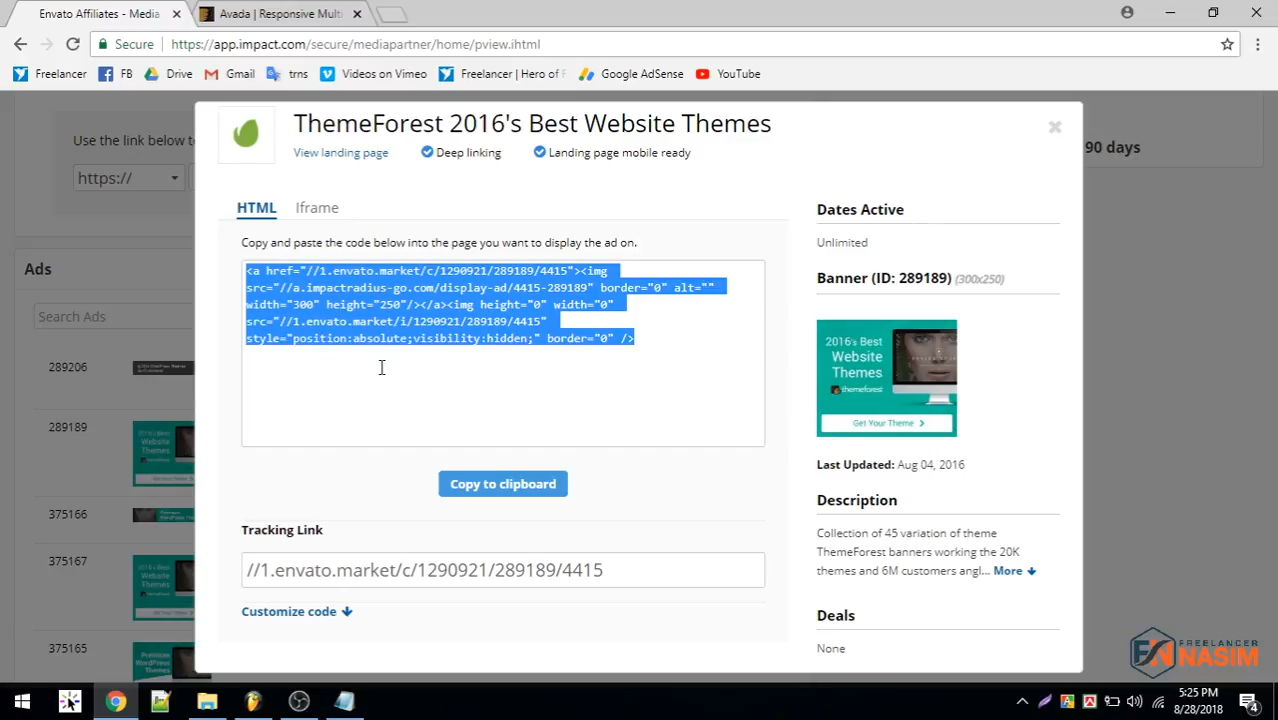 Envato Affiliates - Media
Avada | Responsive Multi
Secure
https://app.impact.com/secure/mediapartner/home/pview.ihtml
Freelancer
FB
Drive
Gmail
trns
Videos on Vimeo
Freelancer | Hero of F
Google AdSense
YouTube
ThemeForest 2016's Best Website Themes
View landing page
Deep linking
Landing page mobile ready
Use the link below to
https://
90 days
HTML
Iframe
Copy and paste the code below into the page you want to display the ad on.
<a href="//1.envato.market/c/1290921/289189/4415"><img
src="//a.impactradius-go.com/display-ad/4415-289189" border="0" alt=""
width="300" height="250"/></a><img height="0" width="0"
src="//1.envato.market/i/1290921/289189/4415"
style="position:absolute;visibility:hidden;" border="0" />
Copy to clipboard
Tracking Link
//1.envato.market/c/1290921/289189/4415
Customize code
Dates Active
Unlimited
Banner (ID: 289189) (300x250)
2016's Best
Website
Themes
themeforest
Get Your Theme >
Last Updated: Aug 04, 2016
Description
Collection of 45 variation of theme
ThemeForest banners working the 20K
themes and 6M customers angl... More
Deals
None
Ads
Search Ads
289206
289189
375166
375167
375165
Premium
WordPress
Themes
FREELANCER
NASIM
5:25 PM
8/28/2018
4